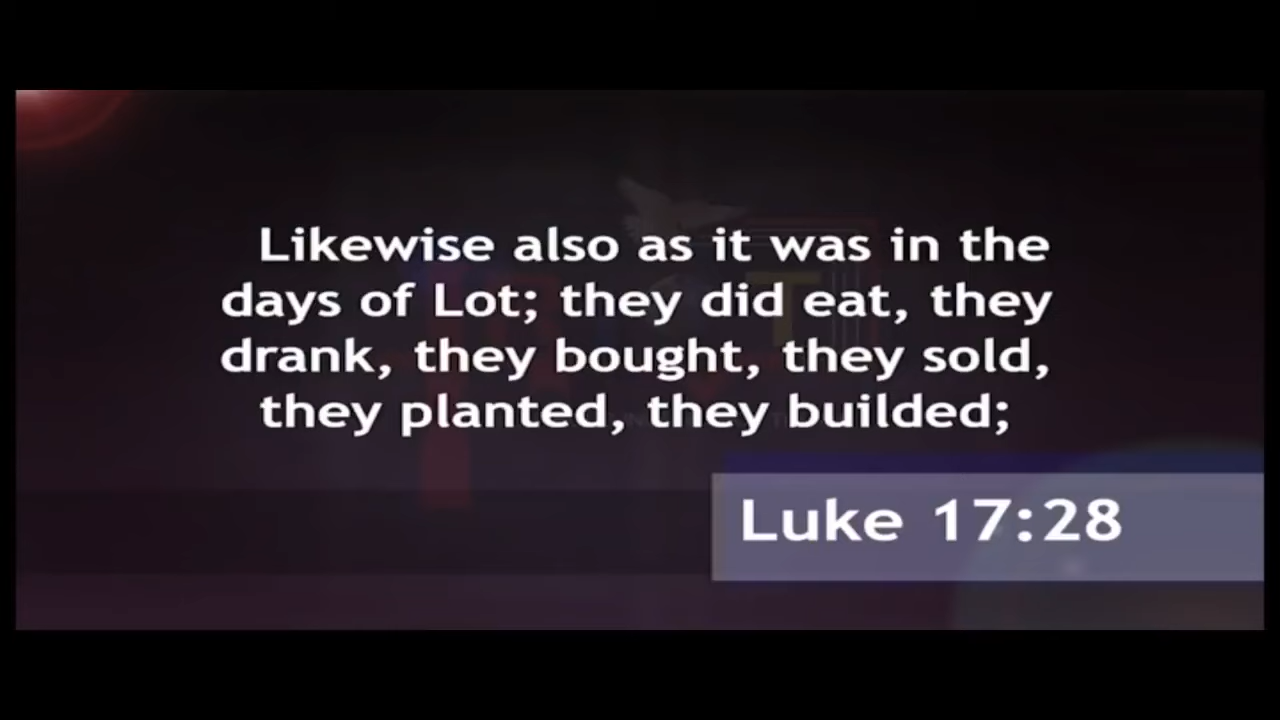 Likewise also as it was in the
days of Lot; they did eat, they
drank, they bought, they sold,
they planted, they builded;
Luke 17:28